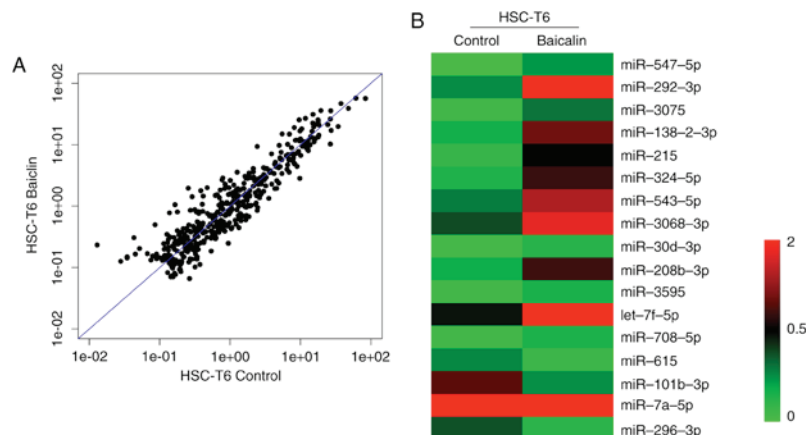 A
HSC-T6 Baiclin
1e+02
1e+01
1e+00
1e-01
1e-02
1e-02 1e-01 1e+00 1e+01 1e+02
HSC-T6 Control
B
HSC-T6
Control Baicalin
miR-547-5p
miR-292-3p
miR-3075
miR-138-2-3p
miR-215
miR-324-5p
miR-543-5p
miR-3068-3p
miR-30d-3p
miR-208b-3p
miR-3595
let-7f-5p
miR-708-5p
miR-615
miR-101b-3p
miR-7a-5p
miR-296-3p
2
0.5
0